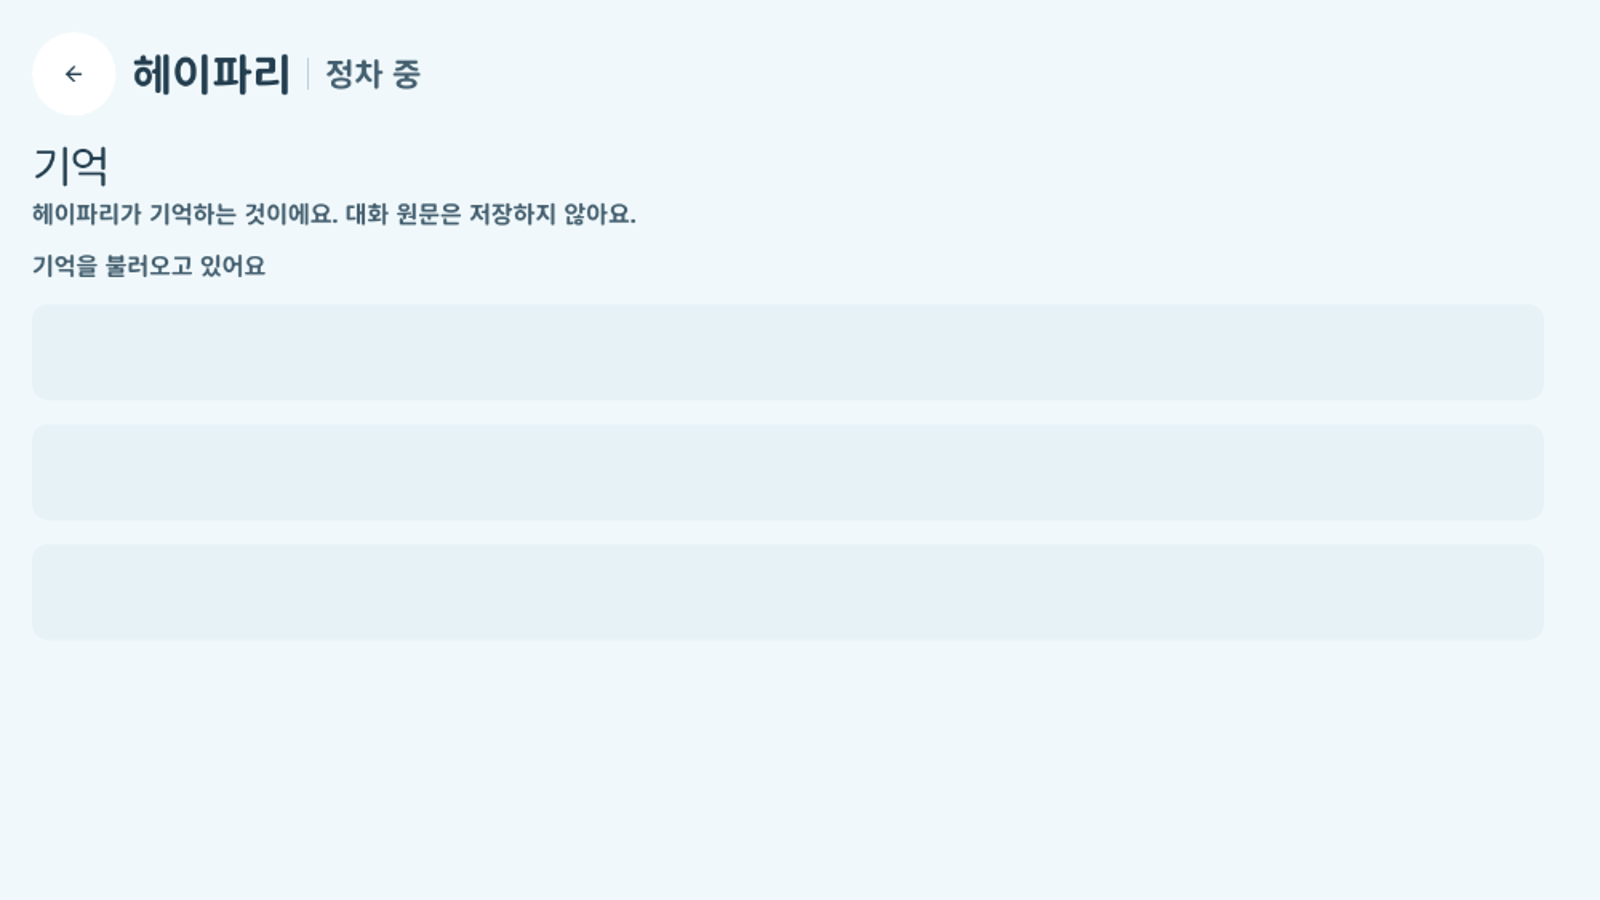 헤이파리 정차 중
기억
헤이파리가 기억하는 것이에요. 대화 원문은 저장하지 않아요.
기억을 불러오고 있어요